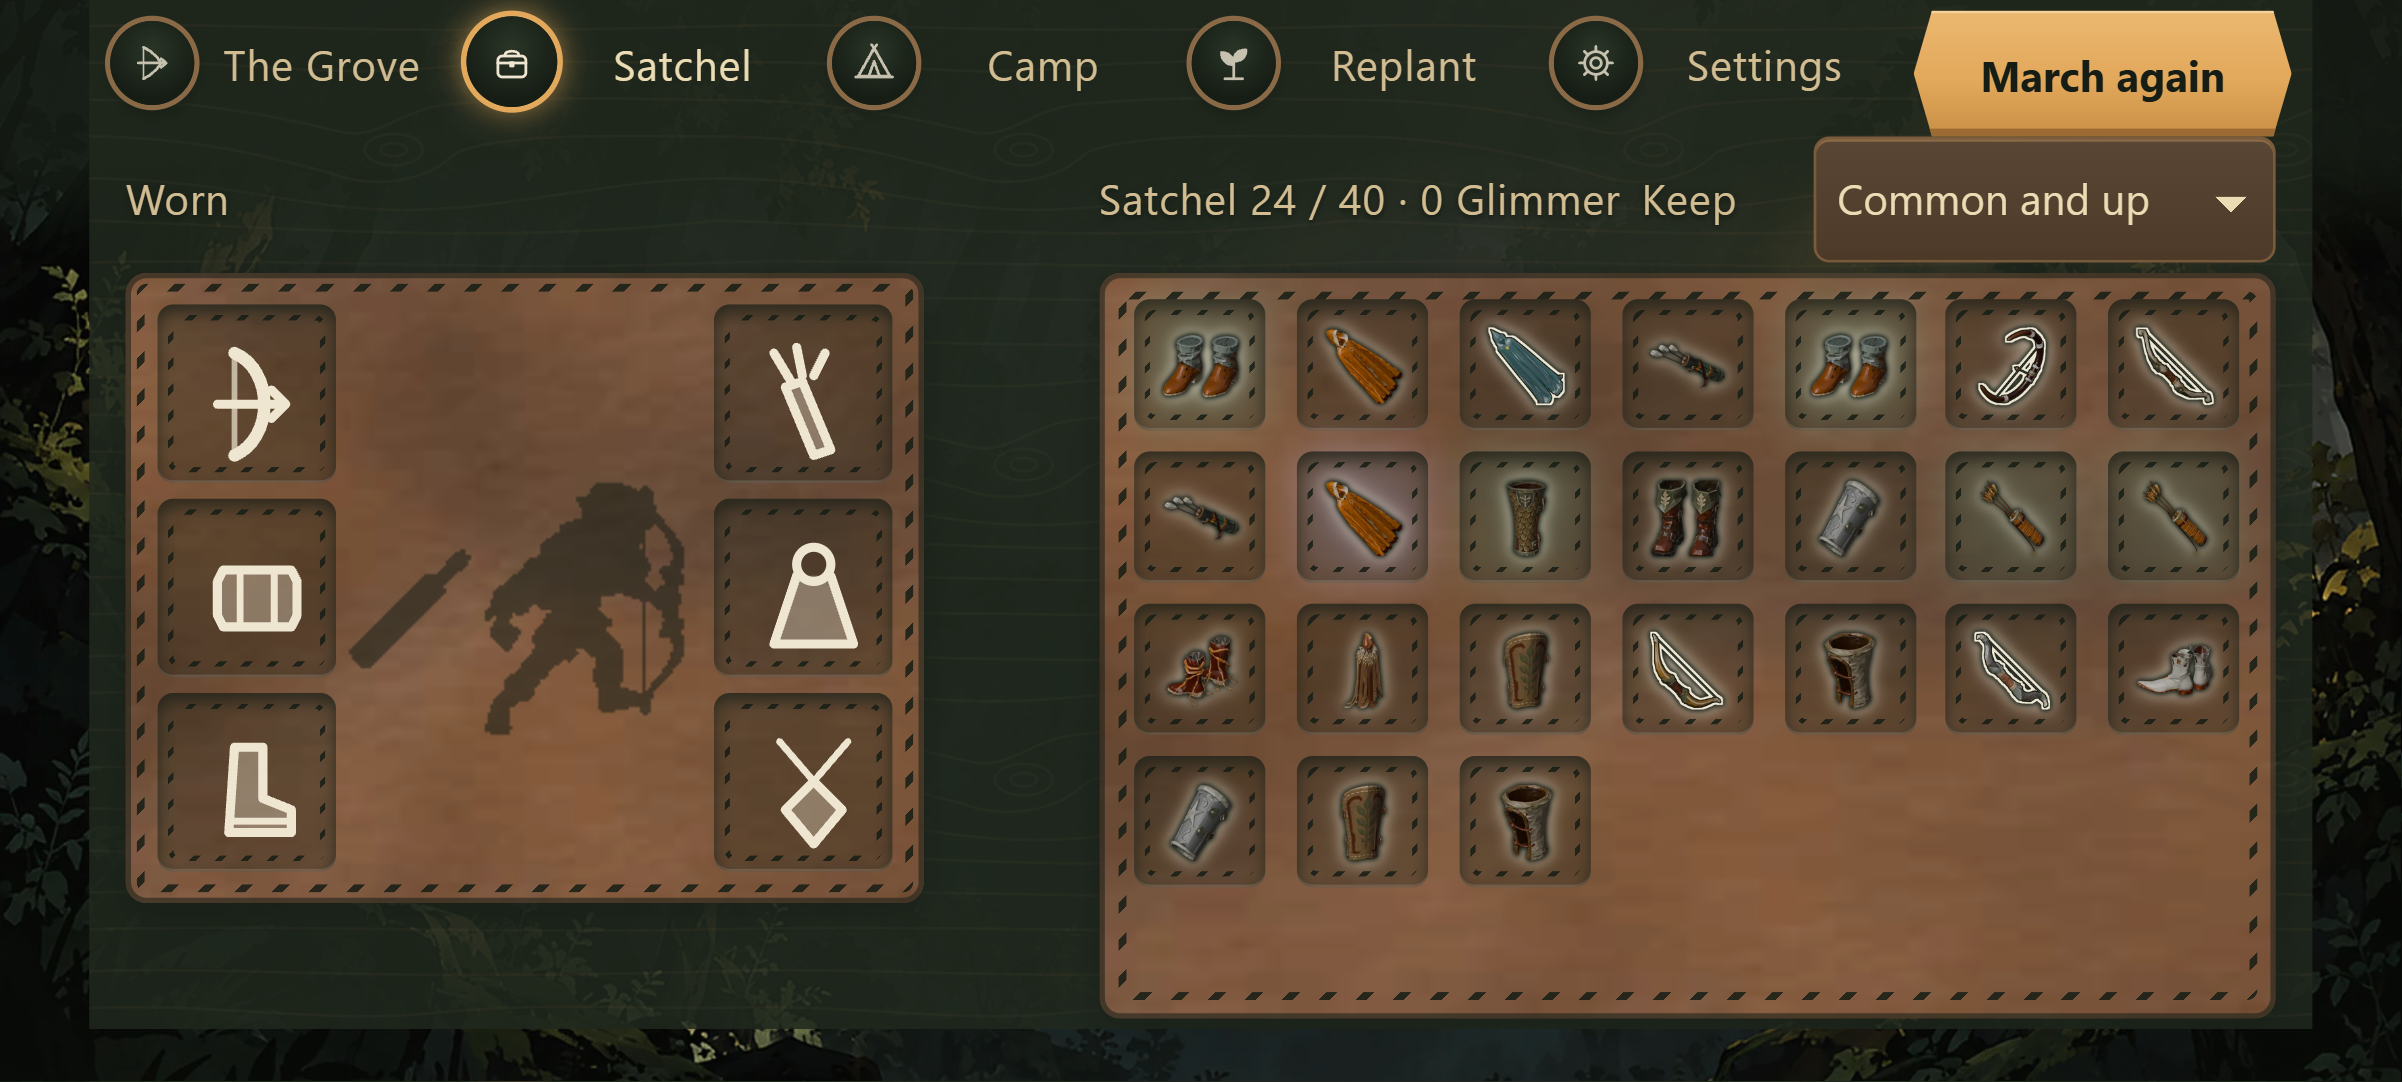 The Grove
Satchel
Camp
Replant
Settings
March again
Worn
Satchel 24 / 40 · 0 Glimmer Keep
Common and up